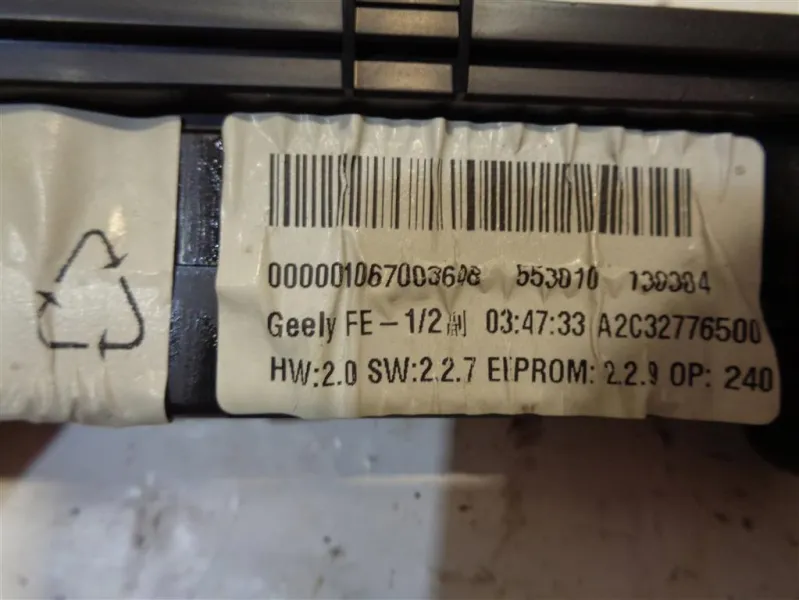 000001067003608 553010 139384
Geely FE-1/2 03:47:33 A2C32776500
HW:2.0 SW:2.2.7 EEPROM: 2.2.9 OP: 240